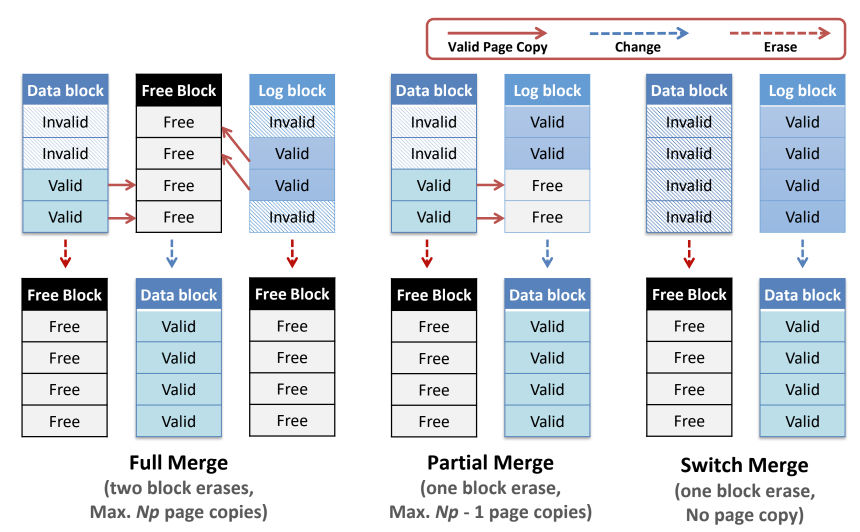 Valid Page Copy Change Erase
Data block Free Block Log block Data block Log block Data block Log block
Invalid Free Invalid Invalid Valid Invalid Valid
Invalid Free Valid Invalid Valid Invalid Valid
Valid Free Valid Valid Free Invalid Valid
Valid Free Invalid Valid Free Invalid Valid
Free Block Data block Free Block Free Block Data block Free Block Data block
Free Valid Free Free Valid Free Valid
Free Valid Free Free Valid Free Valid
Free Valid Free Free Valid Free Valid
Free Valid Free Free Valid Free Valid
Full Merge
(two block erases,
Max. Np page copies)
Partial Merge
(one block erase,
Max. Np - 1 page copies)
Switch Merge
(one block erase,
No page copy)